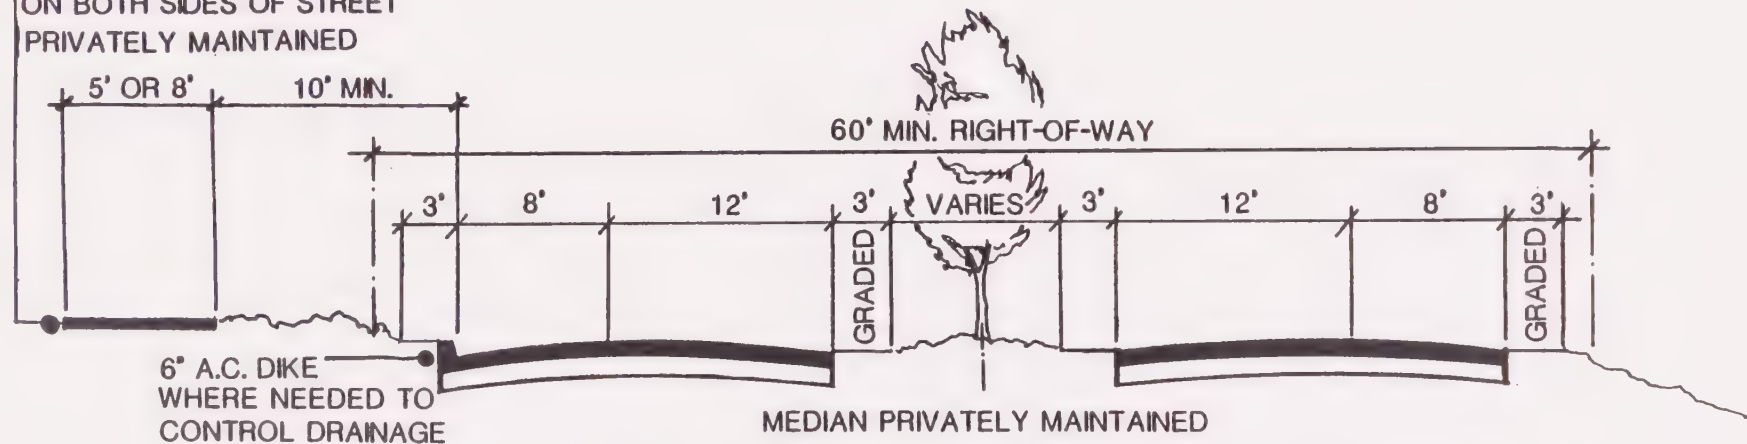 ON BOTH SIDES OF STREET
PRIVATELY MAINTAINED
5' OR 8'
10' MIN.
60' MIN. RIGHT-OF-WAY
3'
8'
12'
3'
VARIES
3'
12'
8'
3'
GRADED
GRADED
6" A.C. DIKE
WHERE NEEDED TO
CONTROL DRAINAGE
MEDIAN PRIVATELY MAINTAINED